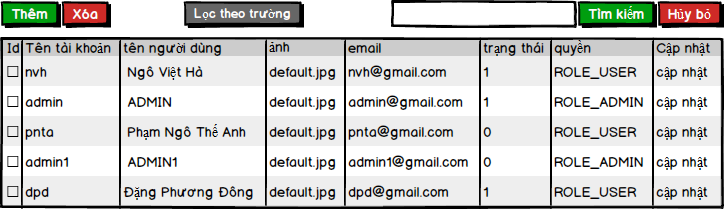 Thêm Xóa Lọc theo trường Tìm kiếm Hủy bỏ
Id Tên tài khoản tên người dùng ảnh email trạng thái quyền Cập nhật
nvh Ngô Việt Hà default.jpg nvh@gmail.com 1 ROLE_USER cập nhật
admin ADMIN default.jpg admin@gmail.com 1 ROLE_ADMIN cập nhật
pnta Phạm Ngô Thế Anh default.jpg pnta@gmail.com 0 ROLE_USER cập nhật
admin1 ADMIN1 default.jpg admin1@gmail.com 0 ROLE_ADMIN cập nhật
dpd Đặng Phương Đông default.jpg dpd@gmail.com 1 ROLE_USER cập nhật